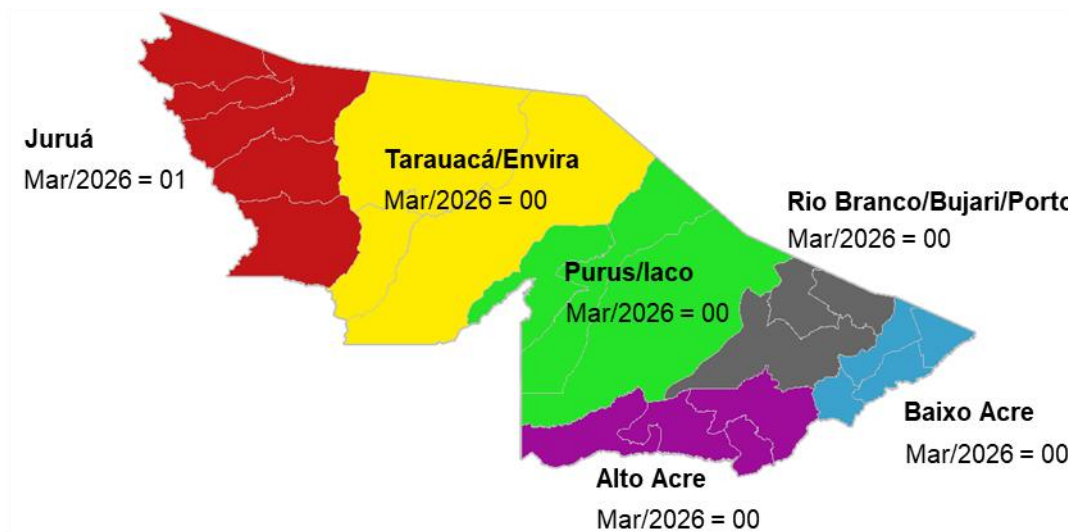 Juruá
Mar/2026 = 01
Tarauacá/Envira
Mar/2026 = 00
Rio Branco/Bujari/Porto
Mar/2026 = 00
Purus/Iaco
Mar/2026 = 00
Baixo Acre
Mar/2026 = 00
Alto Acre
Mar/2026 = 00